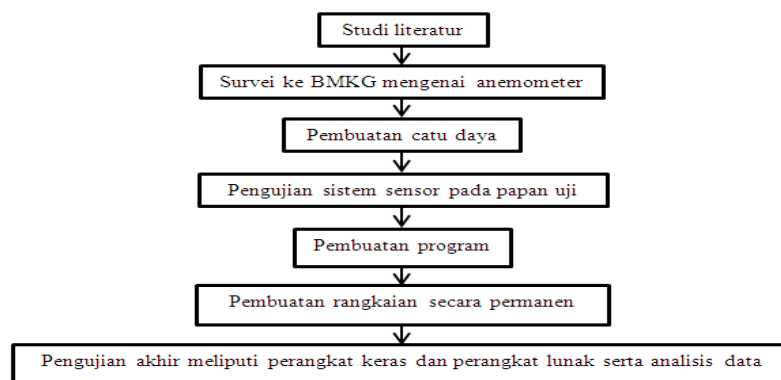 Studi literatur
Survei ke BMKG mengenai anemometer
Pembuatan catu daya
Pengujian sistem sensor pada papan uji
Pembuatan program
Pembuatan rangkaian secara permanen
Pengujian akhir meliputi perangkat keras dan perangkat lunak serta analisis data